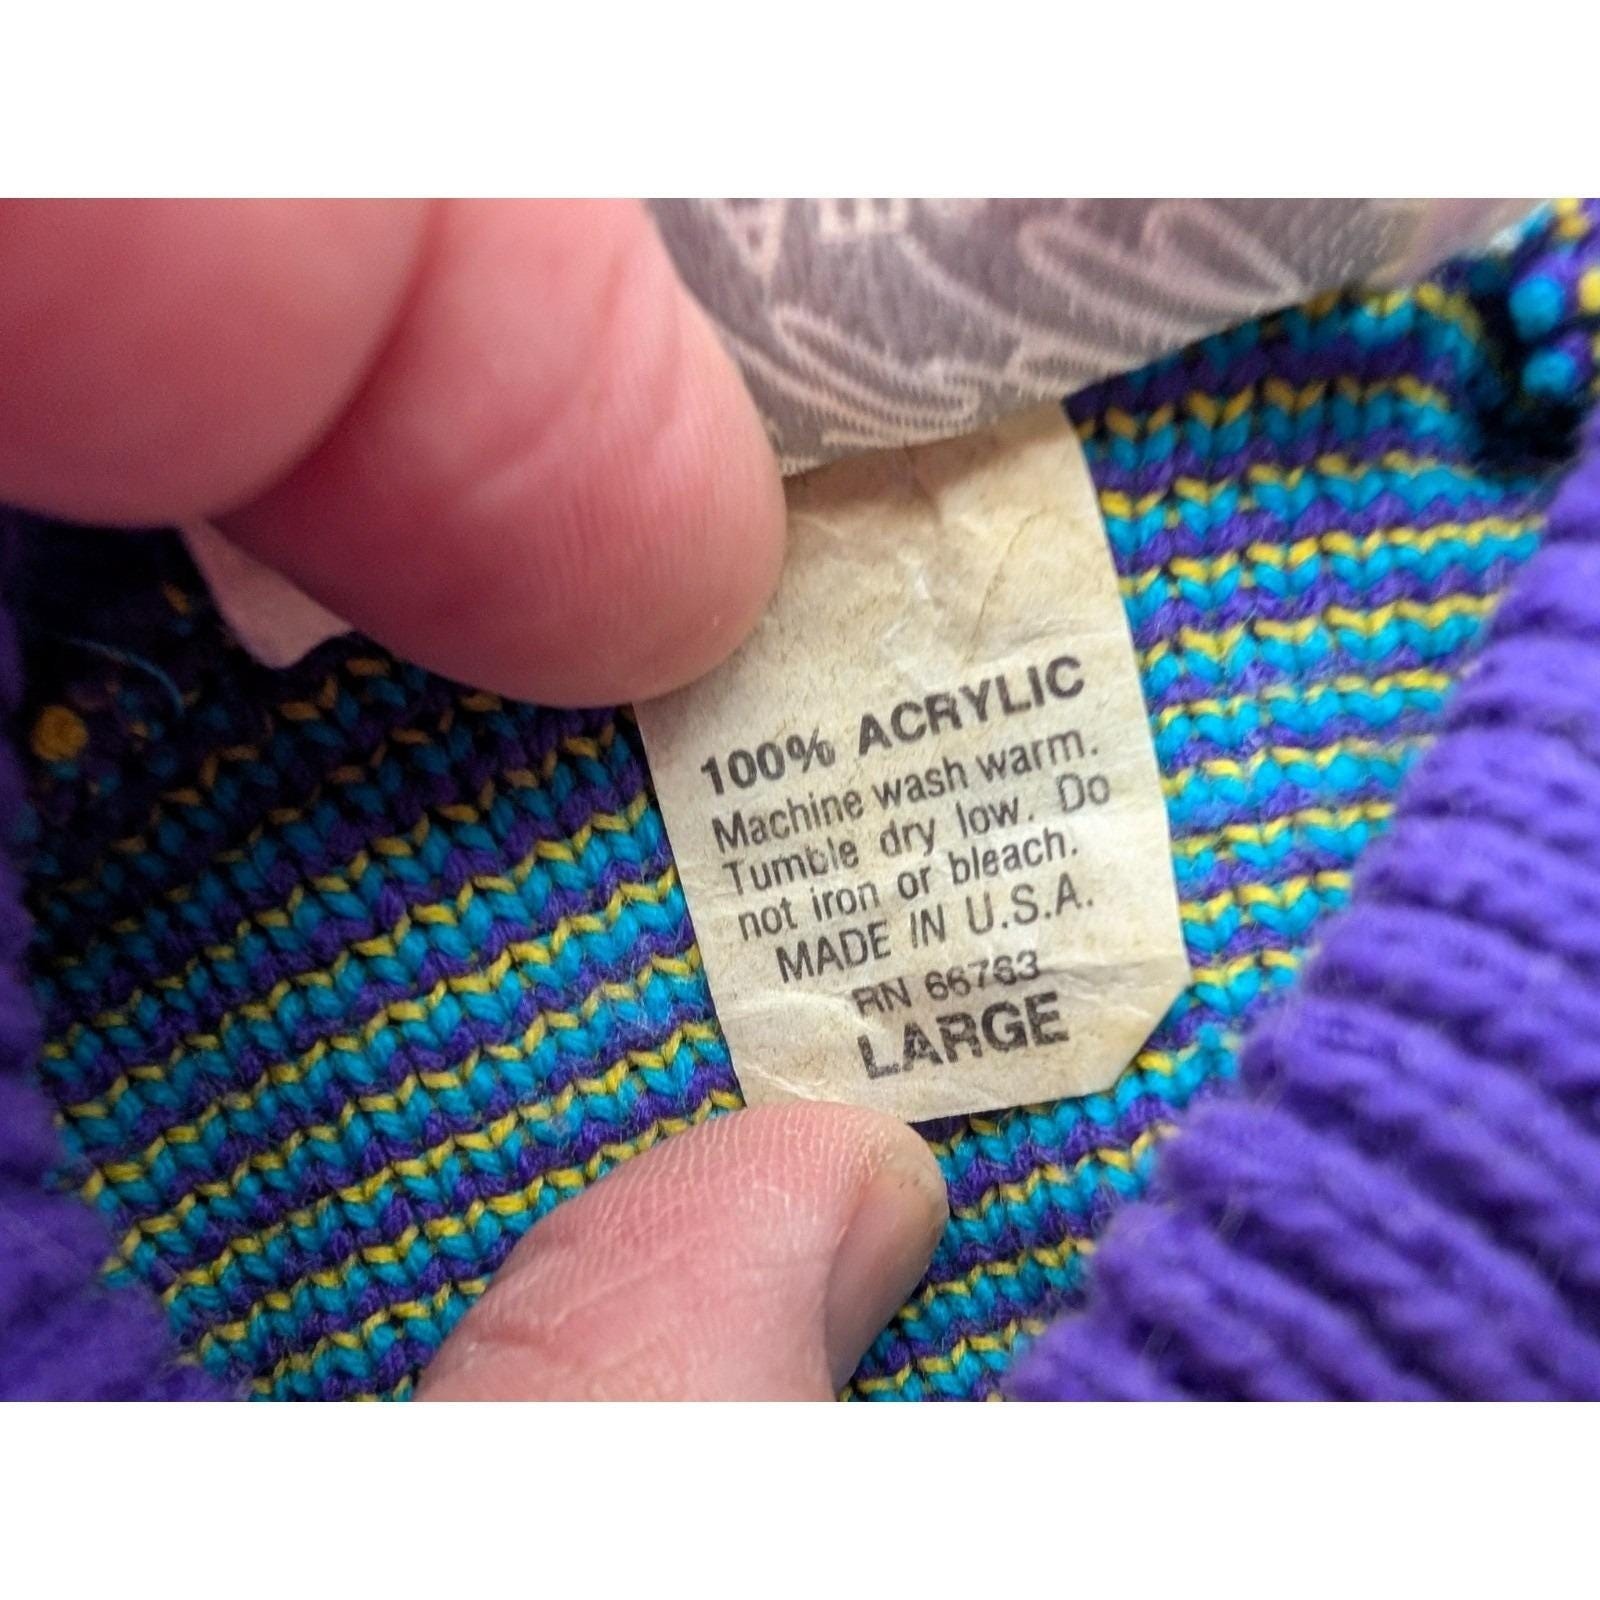 100% ACRYLIC
Machine wash warm.
Tumble dry low. Do
not iron or bleach.
MADE IN U.S.A.
RN 66763
LARGE